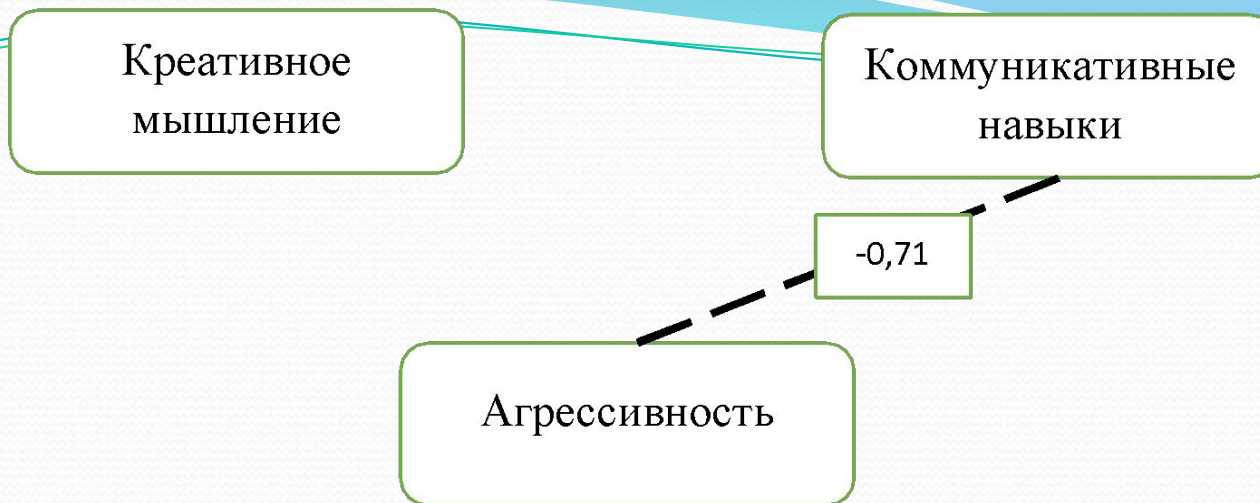 Креативное
мышление
Коммуникативные
навыки
-0,71
Агрессивность